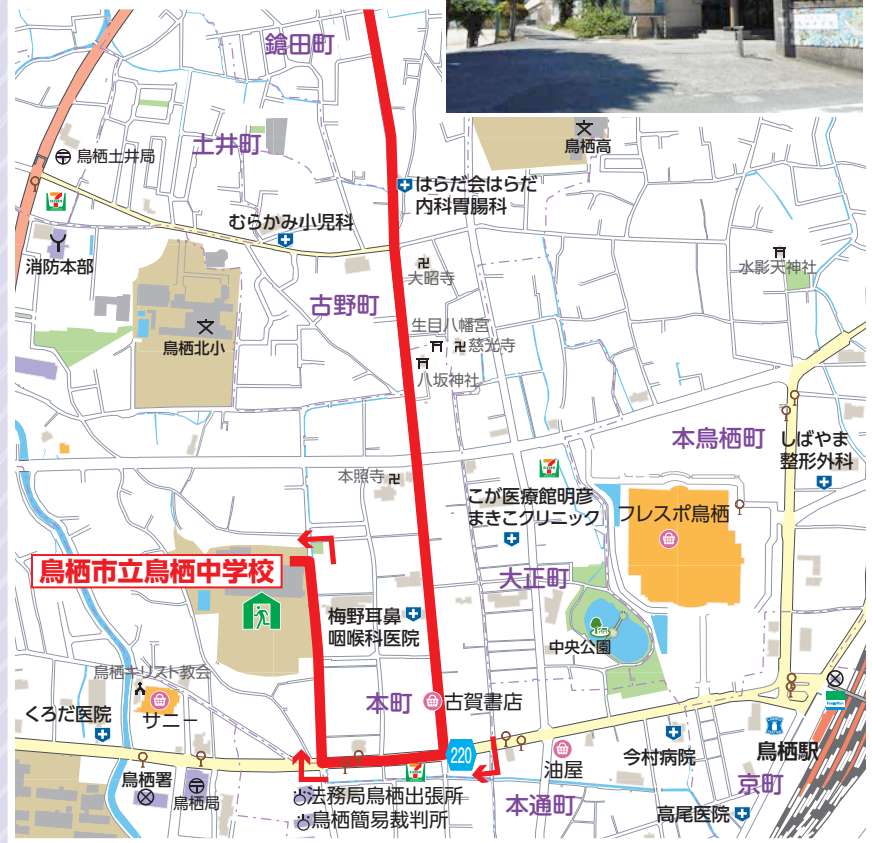 鎗田町
土井町
鳥栖土井局
鳥栖高
はらだ会はらだ
内科胃腸科
むらかみ小児科
消防本部
大昭寺
水影天神社
古野町
鳥栖北小
生目八幡宮
慈光寺
八坂神社
本鳥栖町
しばやま
整形外科
本照寺
こが医療館明彦
まきこクリニック
フレスポ鳥栖
鳥栖市立鳥栖中学校
大正町
梅野耳鼻
咽喉科医院
中央公園
鳥栖キリスト教会
本町
古賀書店
くろだ医院
サニー
FamilyMart
220
今村病院
鳥栖駅
油屋
鳥栖署
鳥栖局
法務局鳥栖出張所
鳥栖簡易裁判所
本通町
京町
高尾医院